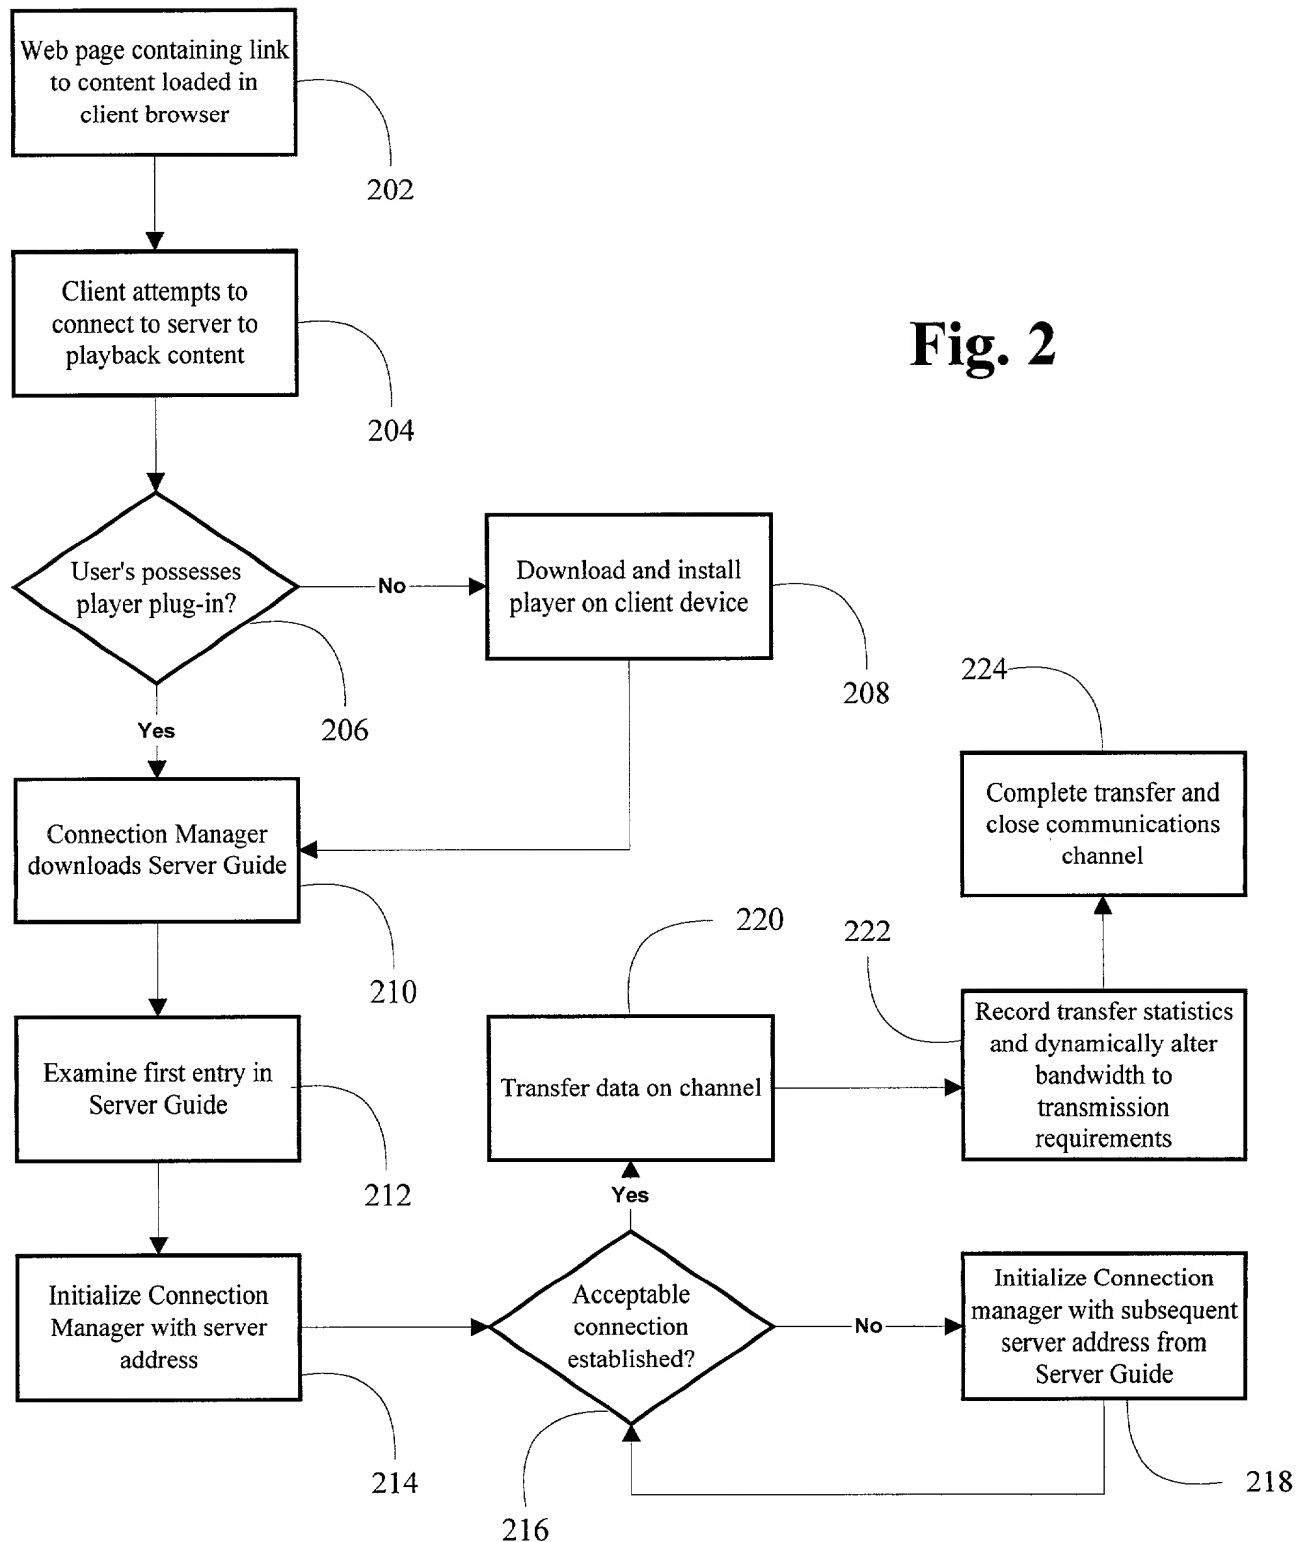 Web page containing link
to content loaded in
client browser
202
Client attempts to
connect to server to
playback content
204
Fig. 2
User's possesses
player plug-in?
206
No
Download and install
player on client device
208
Yes
Connection Manager
downloads Server Guide
210
Examine first entry in
Server Guide
212
Initialize Connection
Manager with server
address
214
Acceptable
connection
established?
216
No
Initialize Connection
manager with subsequent
server address from
Server Guide
218
Yes
Transfer data on channel
220
Record transfer statistics
and dynamically alter
bandwidth to
transmission
requirements
222
Complete transfer and
close communications
channel
224